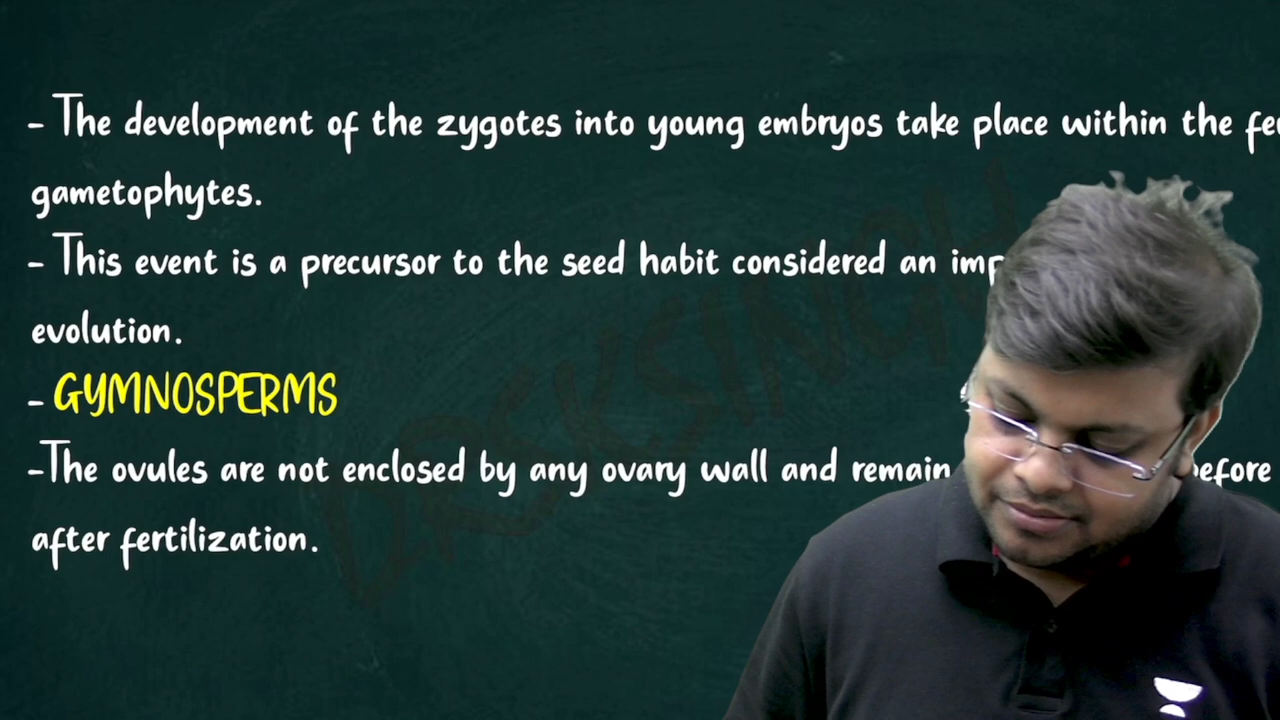 - The development of the zygotes into young embryos take place within the
gametophytes.
- This event is a precursor to the seed habit considered an
evolution.
- GYMNOSPERMS
-The ovules are not enclosed by any ovary wall and remain
after fertilization.